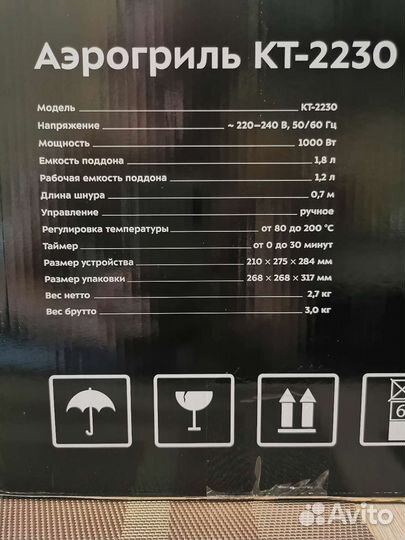 Аэрогриль КТ-2230
Модель КТ-2230
Напряжение ~ 220–240 В, 50/60 Гц
Мощность 1000 Вт
Емкость поддона 1,8 л
Рабочая емкость поддона 1,2 л
Длина шнура 0,7 м
Управление ручное
Регулировка температуры от 80 до 200 °С
Таймер от 0 до 30 минут
Размер устройства 210 × 275 × 284 мм
Размер упаковки 268 × 268 × 317 мм
Вес нетто 2,7 кг
Вес брутто 3,0 кг
6
Avito